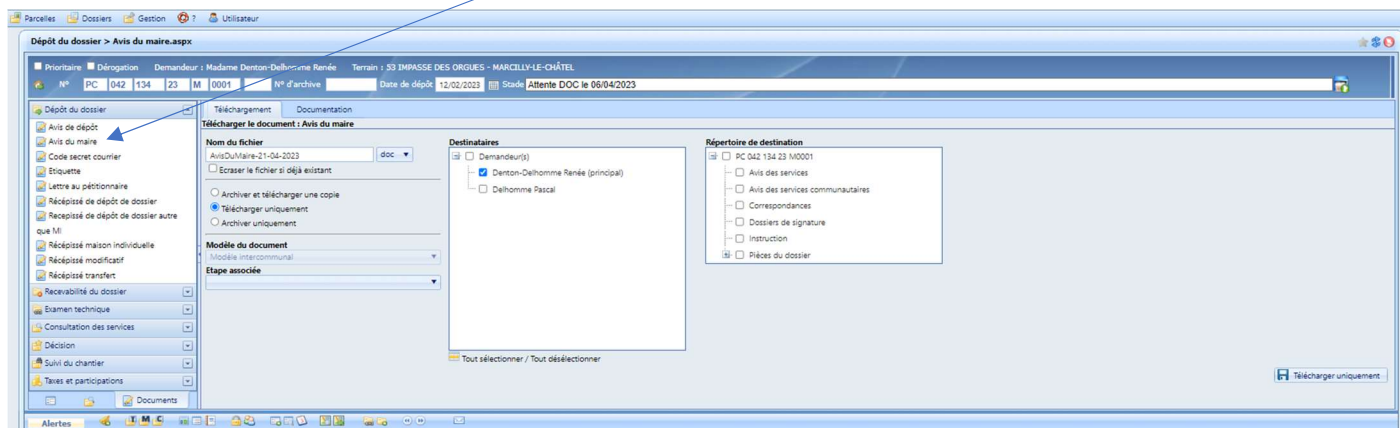 Parcelles Dossiers Gestion ? Utilisateur
Dépôt du dossier > Avis du maire.aspx
Prioritaire Dérogation Demandeur : Madame Denton-Delhomme Renée Terrain : 53 IMPASSE DES ORGUES - MARCILLY-LE-CHÂTEL
N° PC 042 134 23 M 0001 N° d'archive Date de dépôt 12/02/2023 Stade Attente DOC le 06/04/2023
Dépôt du dossier
Avis de dépôt
Avis du maire
Code secret courrier
Etiquette
Lettre au pétitionnaire
Récépissé de dépôt de dossier
Recepissé de dépôt de dossier autre
que MI
Récépissé maison individuelle
Récépissé modificatif
Récépissé transfert
Recevabilité du dossier
Examen technique
Consultation des services
Décision
Suivi du chantier
Taxes et participations
Documents
Téléchargement Documentation
Télécharger le document : Avis du maire
Nom du fichier
AvisDuMaire-21-04-2023 doc
Ecraser le fichier si déjà existant
Archiver et télécharger une copie
Télécharger uniquement
Archiver uniquement
Modèle du document
Modèle intercommunal
Etape associée
Destinataires
Demandeur(s)
Denton-Delhomme Renée (principal)
Delhomme Pascal
Tout sélectionner / Tout désélectionner
Répertoire de destination
PC 042 134 23 M0001
Avis des services
Avis des services communautaires
Correspondances
Dossiers de signature
Instruction
Pièces du dossier
Télécharger uniquement
Alertes T M C